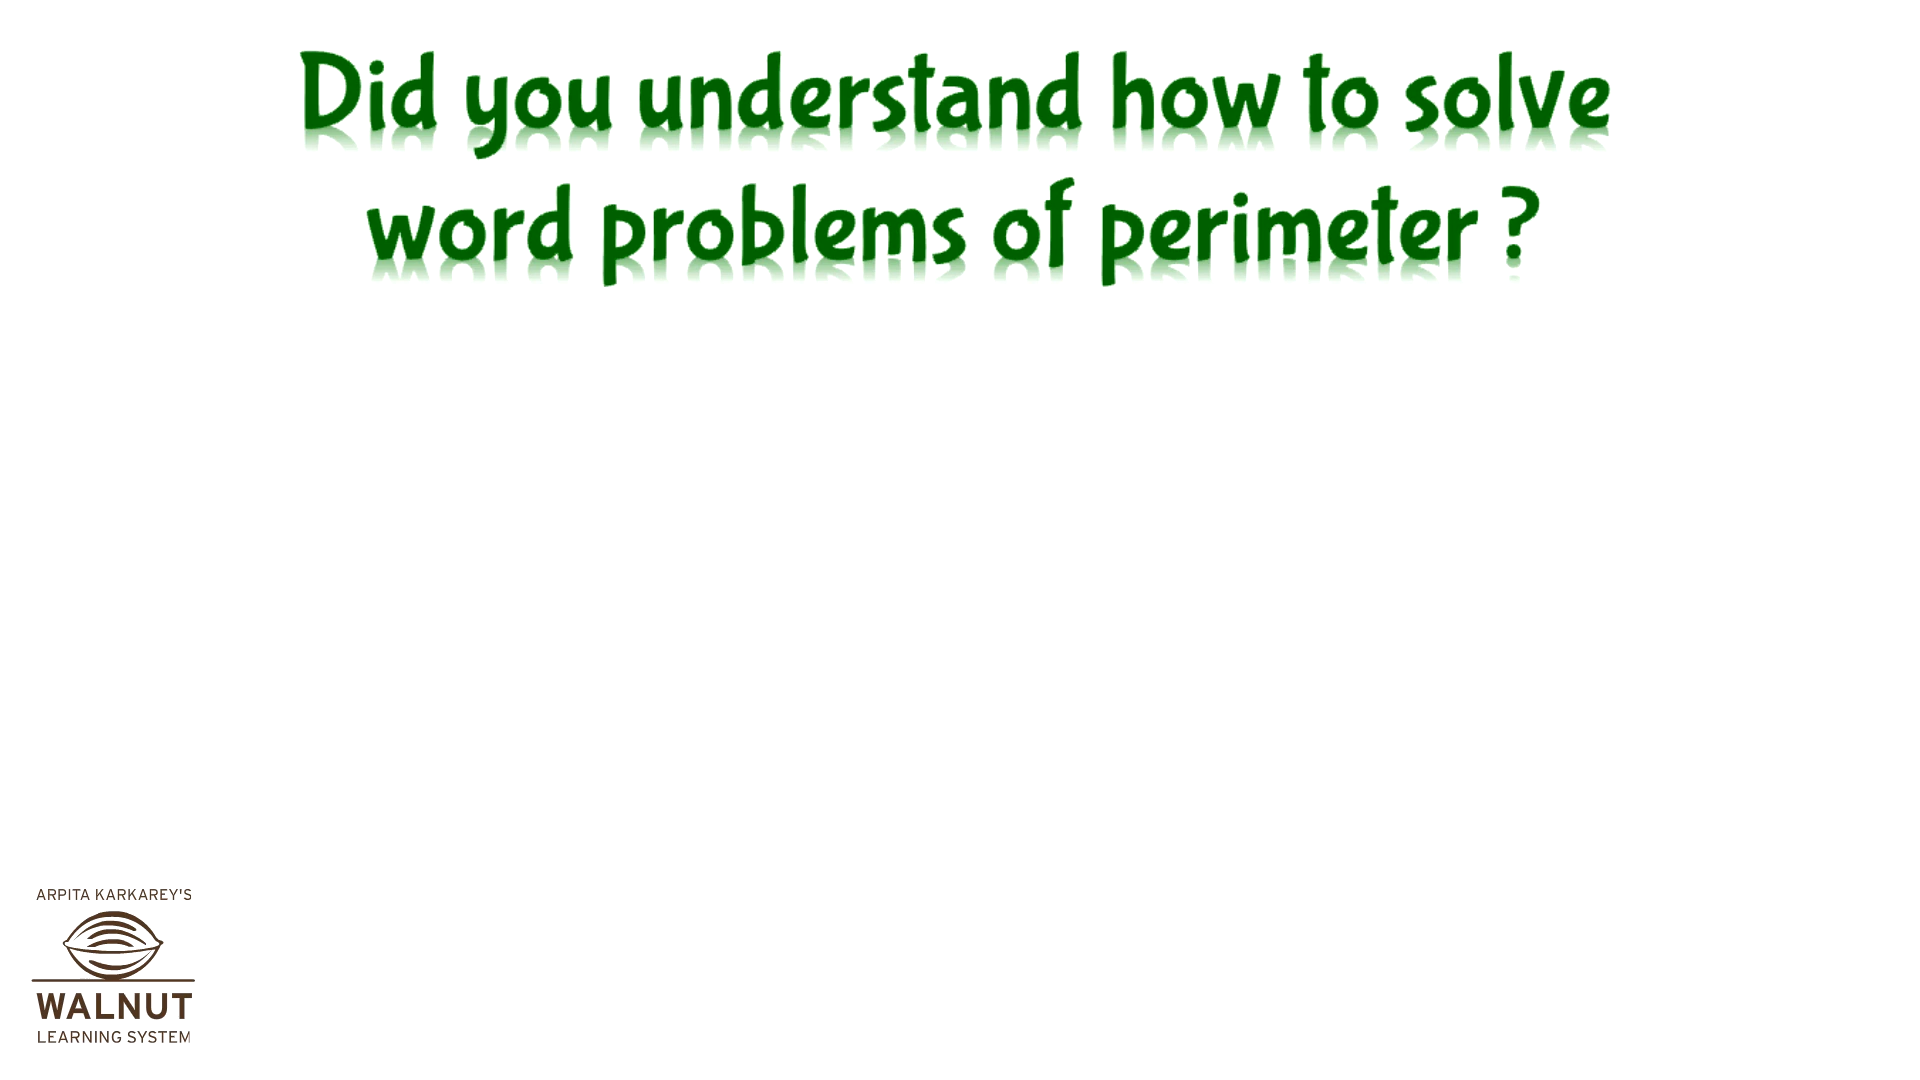 Did you understand how to solve
word problems of perimeter ?
ARPITA KARKAREY'S
WALNUT
LEARNING SYSTEM